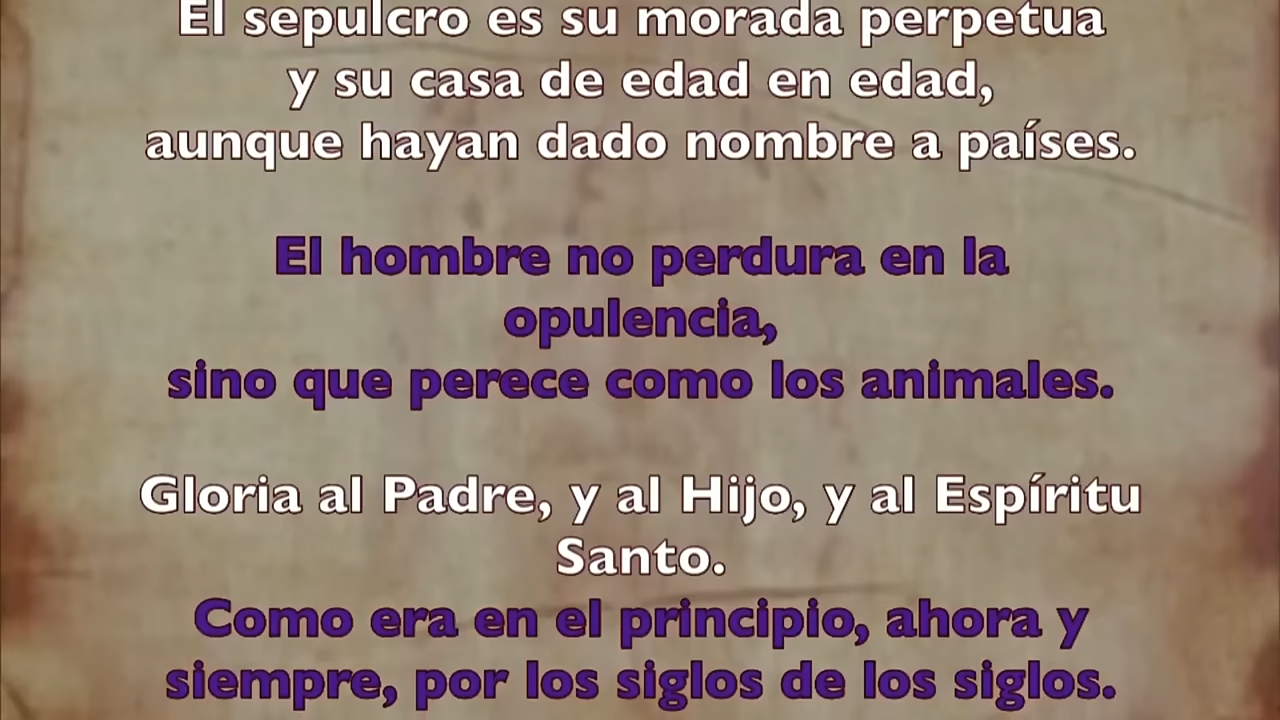 El sepulcro es su morada perpetua
y su casa de edad en edad,
aunque hayan dado nombre a países.
El hombre no perdura en la
opulencia,
sino que perece como los animales.
Gloria al Padre, y al Hijo, y al Espíritu
Santo.
Como era en el principio, ahora y
siempre, por los siglos de los siglos.